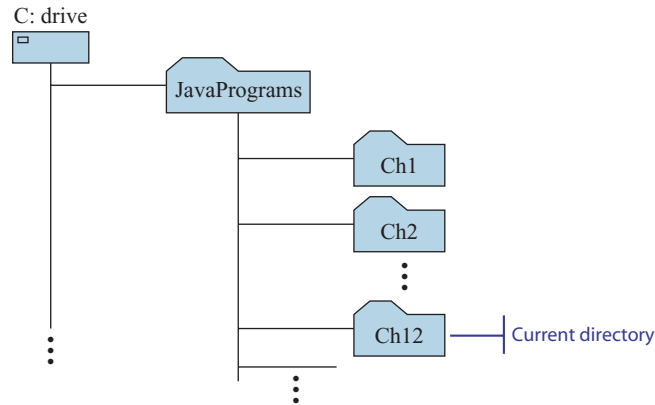 C: drive
JavaPrograms
Ch1
Ch2
Ch12
Current directory